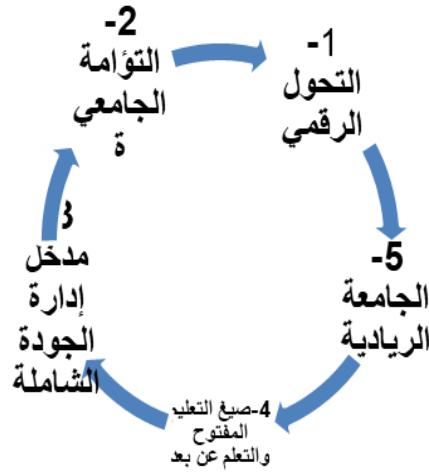 1-
التحول
الرقمي
2-
التؤامة
الجامعي
ة
3
مدخل
إدارة
الجودة
الشاملة
4-صيغ التعليم
المفتوح
والتعلم عن بعد
5-
الجامعة
الريادية